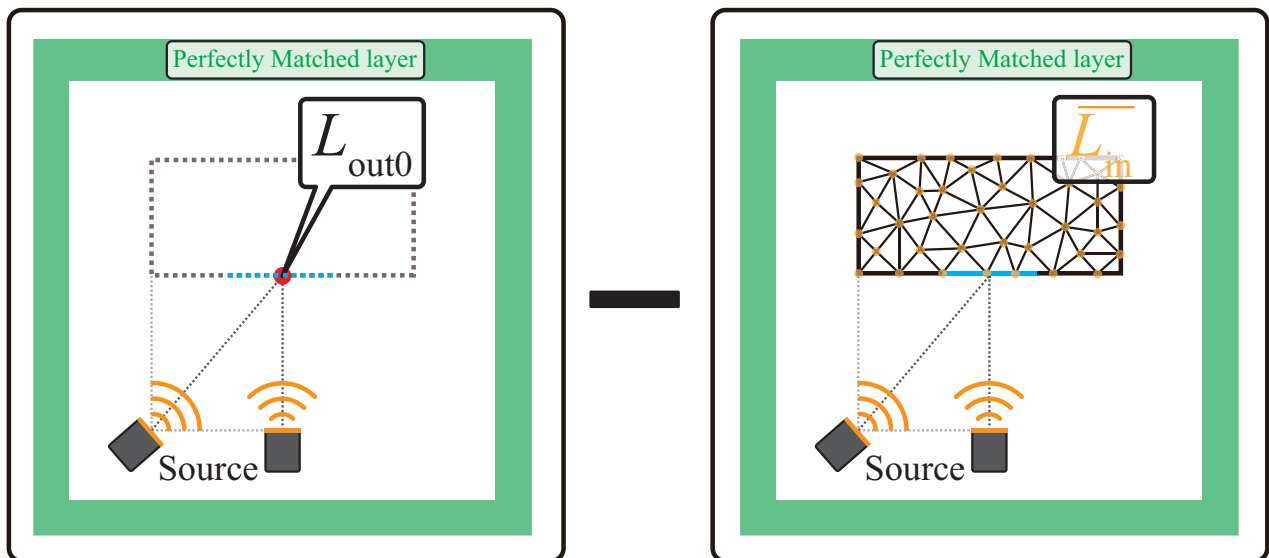 Perfectly Matched layer
L out0
Source
Perfectly Matched layer
L in
Source